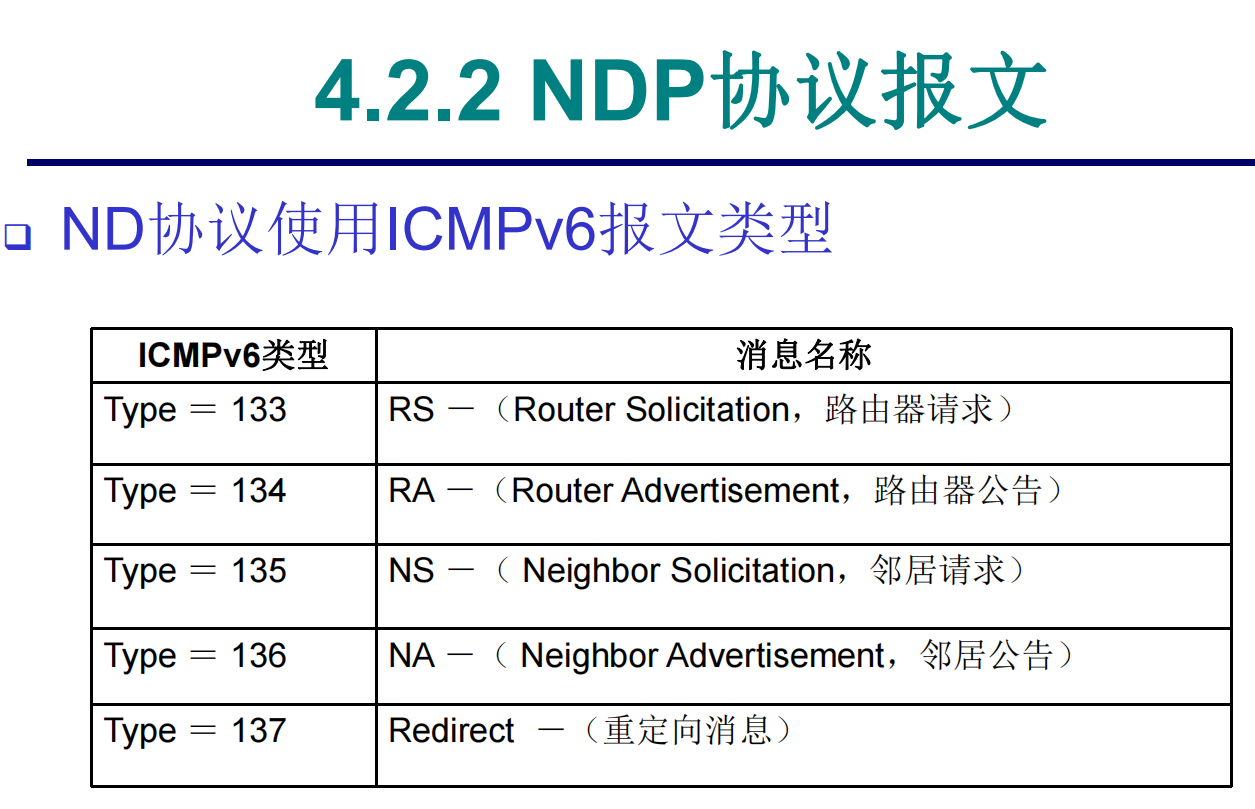 4.2.2 NDP协议报文
ND协议使用ICMPv6报文类型
ICMPv6类型 消息名称
Type ＝ 133 RS －（Router Solicitation，路由器请求）
Type ＝ 134 RA －（Router Advertisement，路由器公告）
Type ＝ 135 NS －（ Neighbor Solicitation，邻居请求）
Type ＝ 136 NA －（ Neighbor Advertisement，邻居公告）
Type ＝ 137 Redirect －（重定向消息）